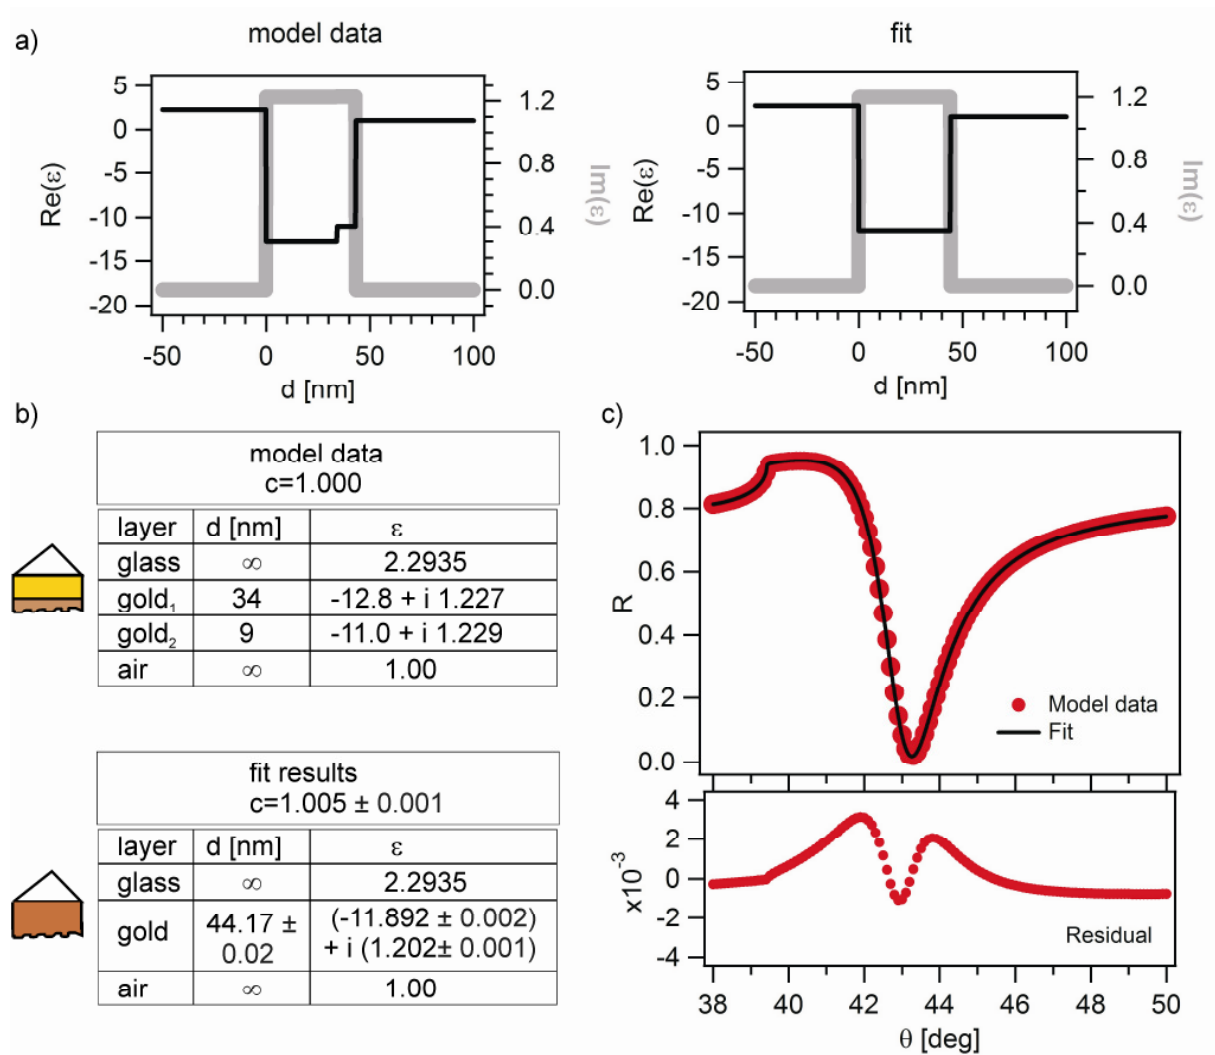 a)
model data
fit
5
0
-5
-10
-15
-20
Re(ε)
1.2
0.8
0.4
0.0
Im(ε)
-50 0 50 100
d [nm]
5
0
-5
-10
-15
-20
Re(ε)
1.2
0.8
0.4
0.0
Im(ε)
-50 0 50 100
d [nm]
b)
model data
c=1.000
layer d [nm] ε
glass ∞ 2.2935
gold₁ 34 -12.8 + i 1.227
gold₂ 9 -11.0 + i 1.229
air ∞ 1.00
fit results
c=1.005 ± 0.001
layer d [nm] ε
glass ∞ 2.2935
gold 44.17 ± 0.02 (-11.892 ± 0.002)
+ i (1.202± 0.001)
air ∞ 1.00
c)
1.0
0.8
0.6
0.4
0.2
0.0
R
Model data
Fit
4
2
0
-2
-4
x10⁻³
Residual
38 40 42 44 46 48 50
θ [deg]